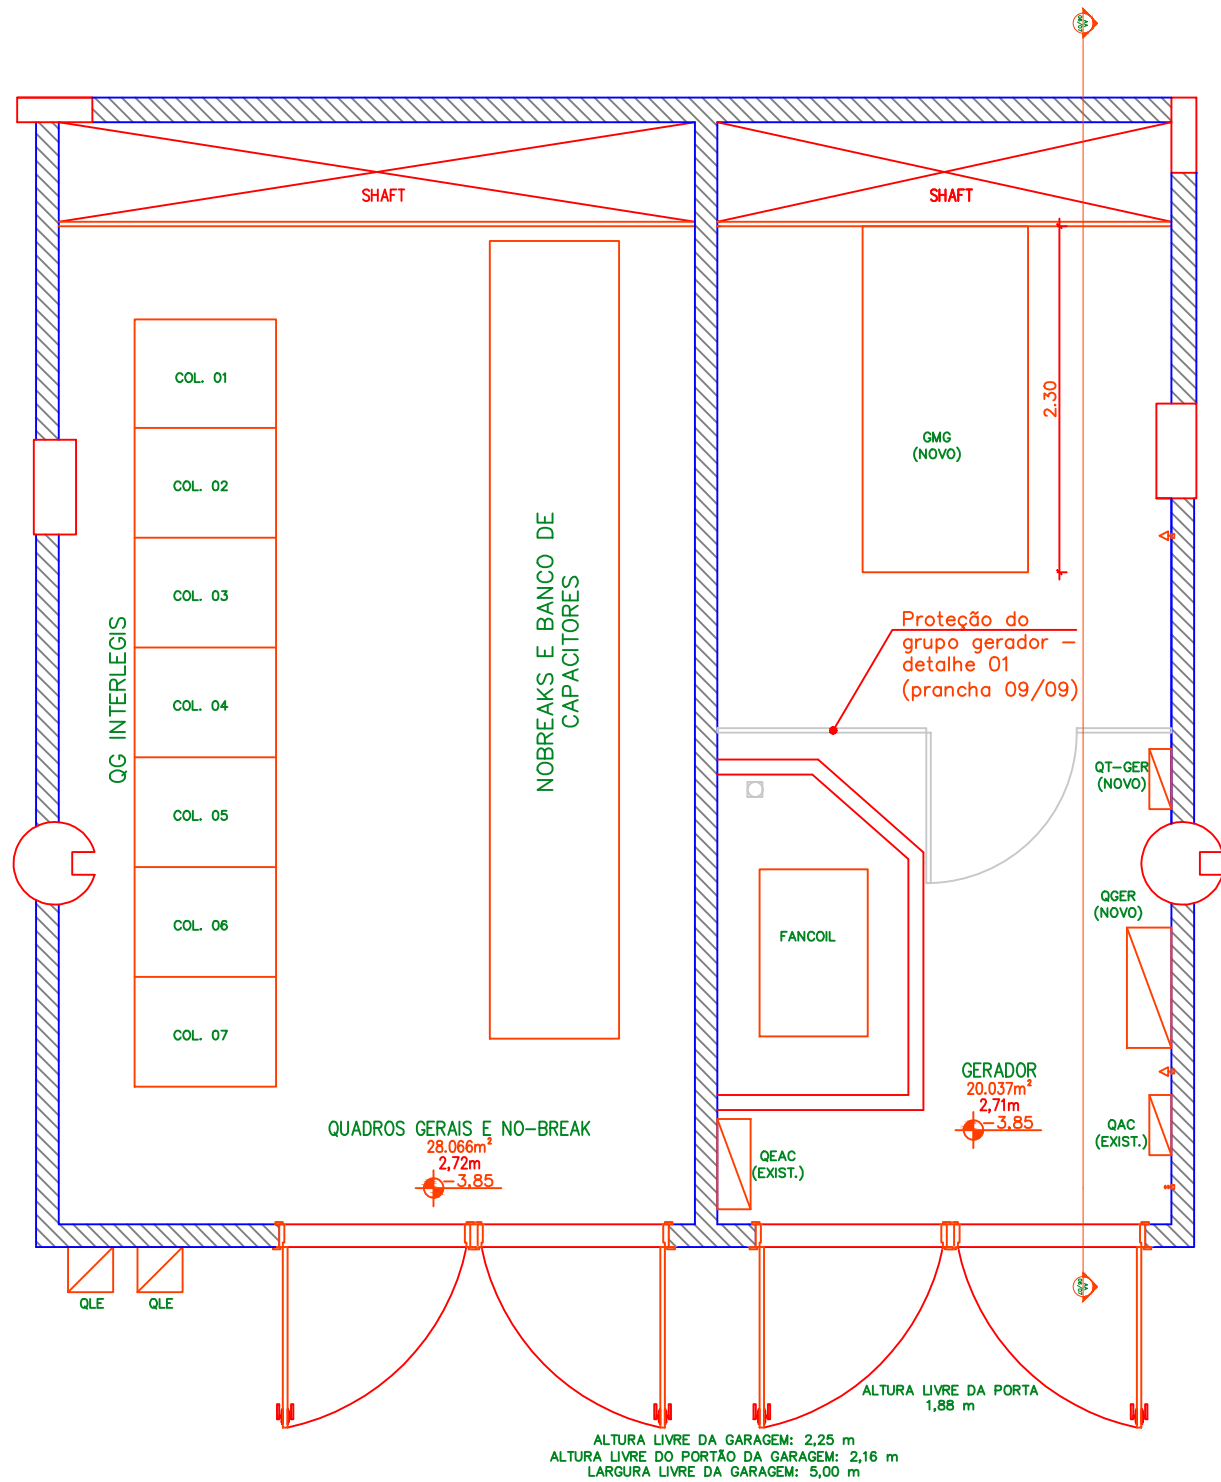 SHAFT
SHAFT
COL. 01
COL. 02
COL. 03
COL. 04
COL. 05
COL. 06
COL. 07
QG INTERLEGIS
NOBREAKS E BANCO DE
CAPACITORES
GMG
(NOVO)
2.30
Proteção do
grupo gerador –
detalhe 01
(prancha 09/09)
QT-GER
(NOVO)
QGER
(NOVO)
FANCOIL
GERADOR
20.037m²
2,71m
-3,85
QAC
(EXIST.)
QUADROS GERAIS E NO-BREAK
28.066m²
2,72m
-3.85
QEAC
(EXIST.)
QLE
QLE
ALTURA LIVRE DA PORTA
1,88 m
ALTURA LIVRE DA GARAGEM: 2,25 m
ALTURA LIVRE DO PORTÃO DA GARAGEM: 2,16 m
LARGURA LIVRE DA GARAGEM: 5,00 m